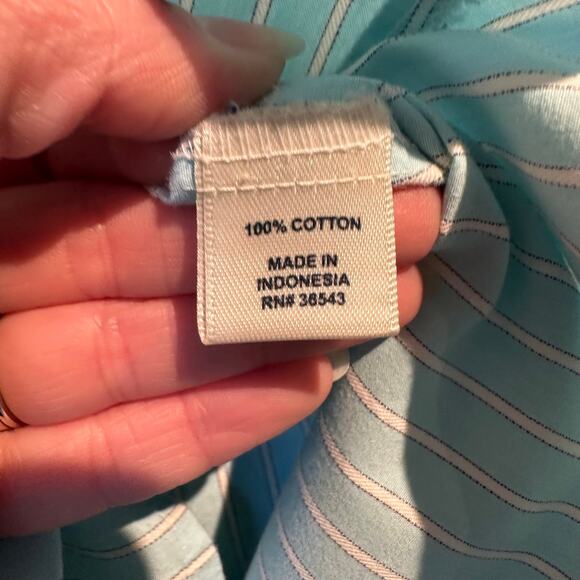 100% COTTON
MADE IN
INDONESIA
RN# 36543